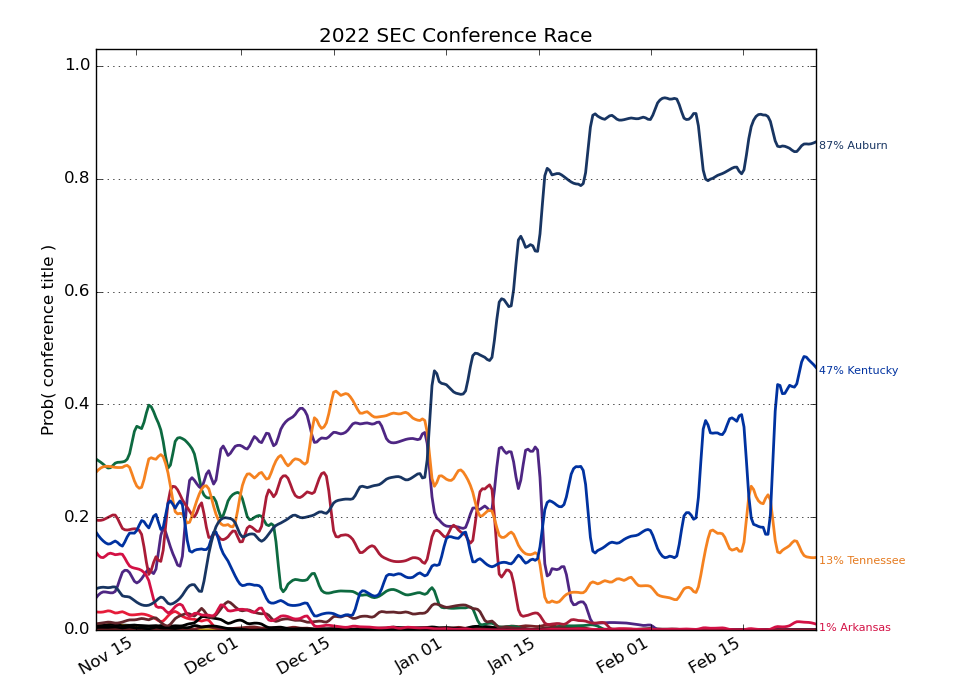 2022 SEC Conference Race
Prob( conference title )
1.0
0.8
0.6
0.4
0.2
0.0
87% Auburn
47% Kentucky
13% Tennessee
1% Arkansas
Nov 15
Dec 01
Dec 15
Jan 01
Jan 15
Feb 01
Feb 15